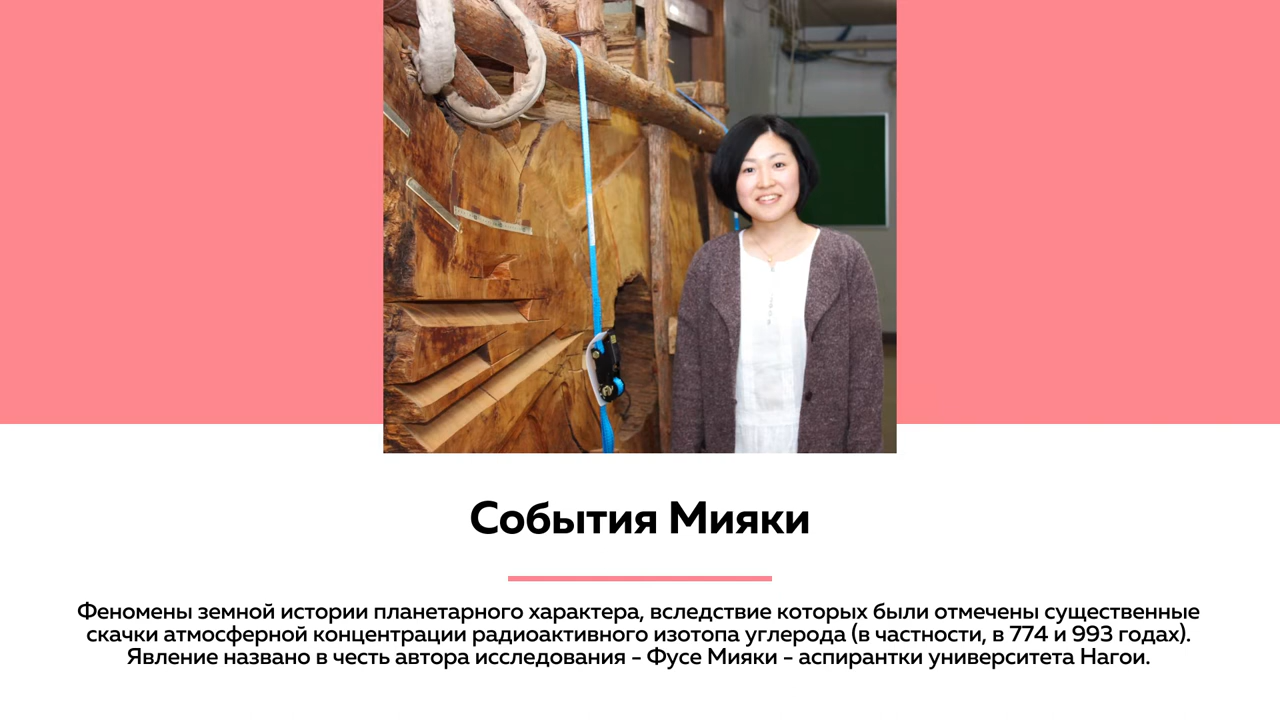 События Мияки
Феномены земной истории планетарного характера, вследствие которых были отмечены существенные
скачки атмосферной концентрации радиоактивного изотопа углерода (в частности, в 774 и 993 годах).
Явление названо в честь автора исследования - Фусе Мияки - аспирантки университета Нагои.